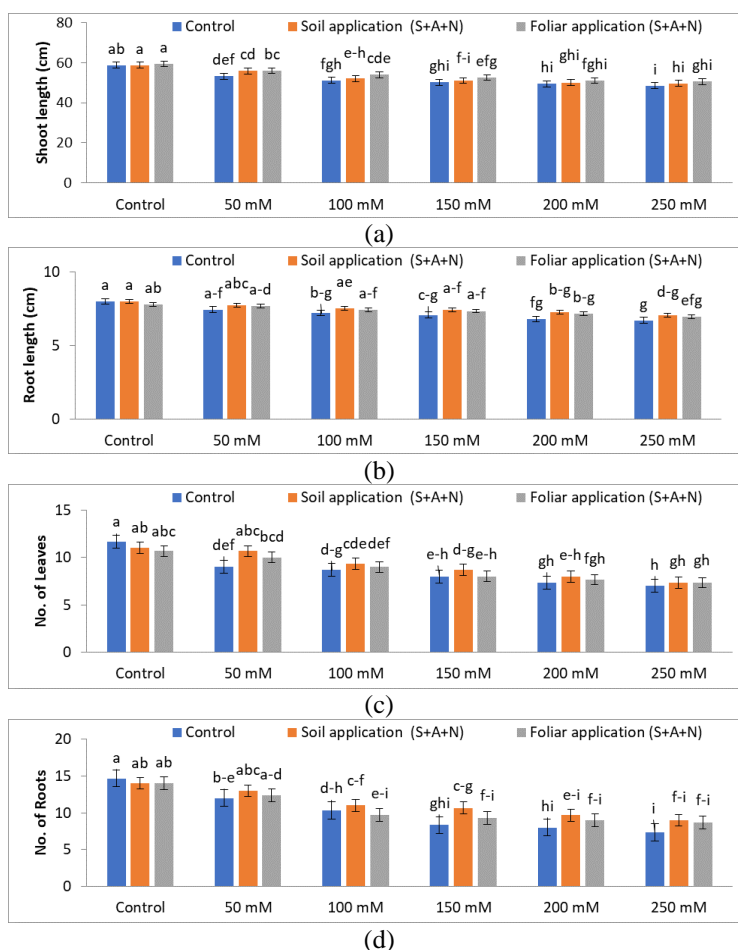 Control Soil application (S+A+N) Foliar application (S+A+N)
80
60
40
20
0
Shoot length (cm)
ab a a def cd bc fgh e-h cde ghi f-i efg hi ghi fghi i hi ghi
Control 50 mM 100 mM 150 mM 200 mM 250 mM
(a)
Control Soil application (S+A+N) Foliar application (S+A+N)
10
5
0
Root length (cm)
a a ab a-f abc a-d b-g ae a-f c-g a-f a-f fg b-g b-g g d-g efg
Control 50 mM 100 mM 150 mM 200 mM 250 mM
(b)
Control Soil application (S+A+N) Foliar application (S+A+N)
15
10
5
0
No. of Leaves
a ab abc def abc bcd d-g cde def e-h d-g e-h gh e-h fgh h gh gh
Control 50 mM 100 mM 150 mM 200 mM 250 mM
(c)
Control Soil application (S+A+N) Foliar application (S+A+N)
20
15
10
5
0
No. of Roots
a ab ab b-e abc a-d d-h c-f e-i ghi c-g f-i hi e-i f-i i f-i f-i
Control 50 mM 100 mM 150 mM 200 mM 250 mM
(d)